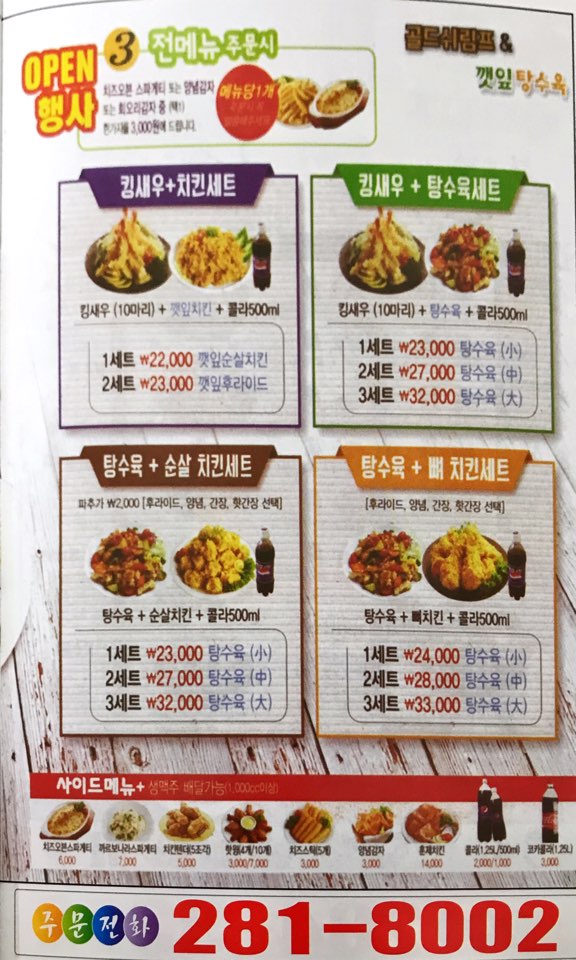 OPEN
행사
3 전메뉴 주문시
치즈오븐 스파게티 또는 양념감자
또는 회오리감자 중 (택1)
한가지를 3,000원에 드립니다.
메뉴당1개
골드쉬림프 &
깻잎 탕수육
킹새우+치킨세트
킹새우 (10마리) + 깻잎치킨 + 콜라500ml
1세트 ₩22,000 깻잎순살치킨
2세트 ₩23,000 깻잎후라이드
킹새우 + 탕수육세트
킹새우 (10마리) + 탕수육 + 콜라500ml
1세트 ₩23,000 탕수육 (小)
2세트 ₩27,000 탕수육 (中)
3세트 ₩32,000 탕수육 (大)
탕수육 + 순살 치킨세트
파추가 ₩2,000 [후라이드, 양념, 간장, 핫간장 선택]
탕수육 + 순살치킨 + 콜라500ml
1세트 ₩23,000 탕수육 (小)
2세트 ₩27,000 탕수육 (中)
3세트 ₩32,000 탕수육 (大)
탕수육 + 뼈 치킨세트
[후라이드, 양념, 간장, 핫간장 선택]
탕수육 + 뼈치킨 + 콜라500ml
1세트 ₩24,000 탕수육 (小)
2세트 ₩28,000 탕수육 (中)
3세트 ₩33,000 탕수육 (大)
사이드메뉴+ 생맥주 배달가능(1,000cc이상)
치즈오븐스파게티
6,000
까르보나라스파게티
7,000
치킨텐더(5조각)
5,000
핫윙(4개/10개)
3,000/7,000
치즈스틱(5개)
3,000
양념감자
3,000
훈제치킨
14,000
콜라(1.25L/500ml)
2,000/1,000
코카콜라(1.25L)
3,000
주문전화 281-8002